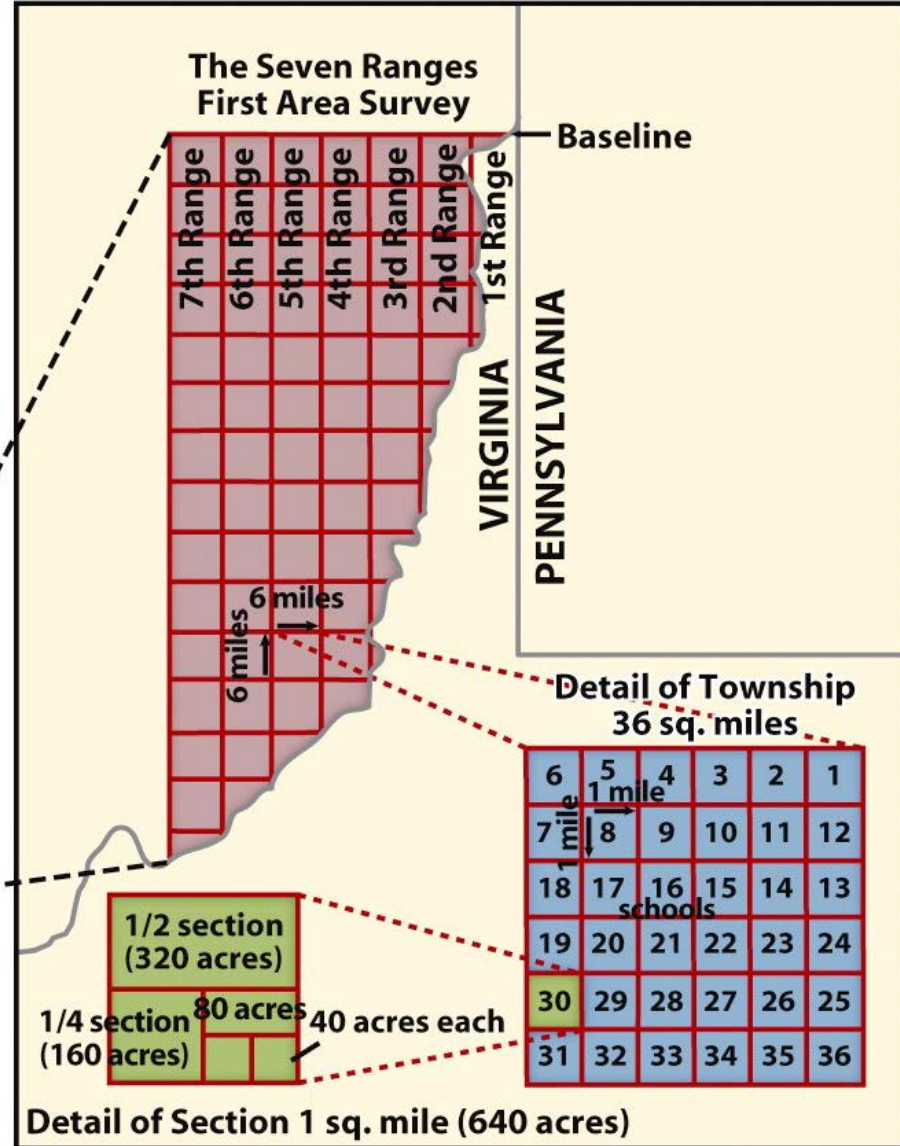 The Seven Ranges
First Area Survey
Baseline
7th Range
6th Range
5th Range
4th Range
3rd Range
2nd Range
1st Range
VIRGINIA
PENNSYLVANIA
6 miles
6 miles
Detail of Township
36 sq. miles
6 5 4 3 2 1
1 mile
1 mile
7 8 9 10 11 12
18 17 16 15 14 13
schools
19 20 21 22 23 24
30 29 28 27 26 25
31 32 33 34 35 36
1/2 section
(320 acres)
1/4 section
(160 acres)
80 acres
40 acres each
Detail of Section 1 sq. mile (640 acres)